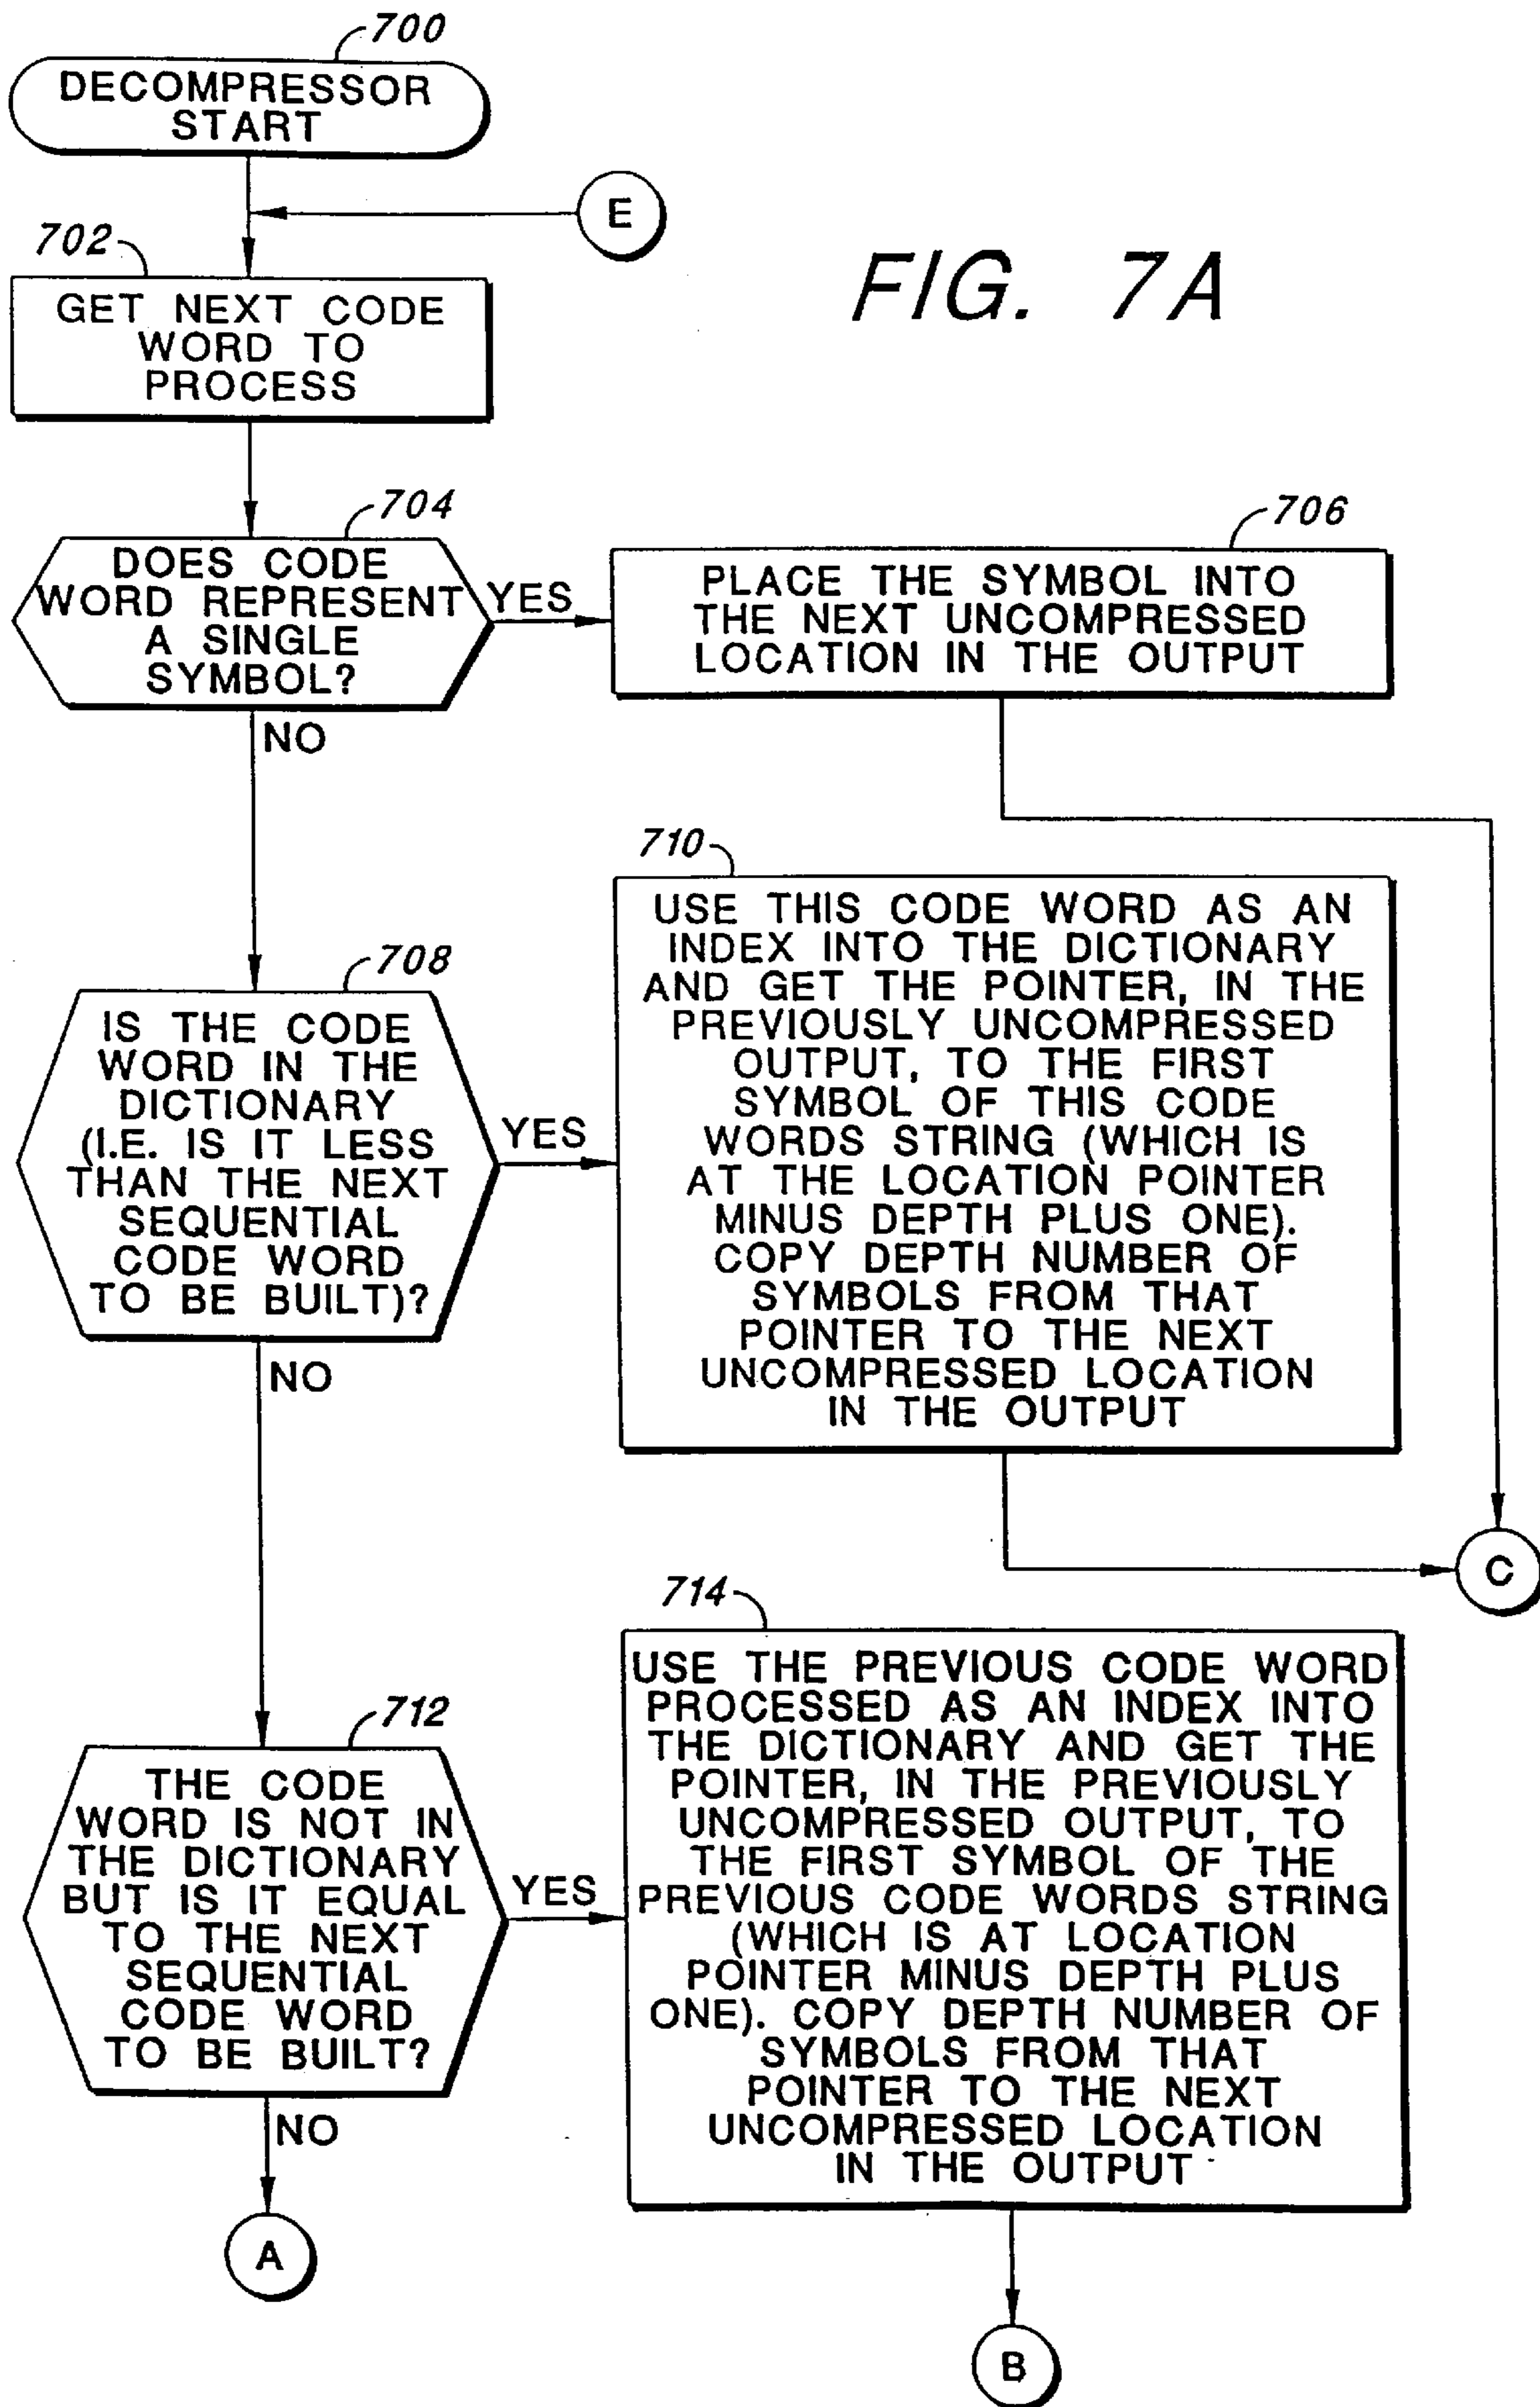 700
DECOMPRESSOR
START
E
702
FIG. 7A
GET NEXT CODE
WORD TO
PROCESS
704
DOES CODE
WORD REPRESENT
A SINGLE
SYMBOL?
YES
NO
706
PLACE THE SYMBOL INTO
THE NEXT UNCOMPRESSED
LOCATION IN THE OUTPUT
708
IS THE CODE
WORD IN THE
DICTIONARY
(I.E. IS IT LESS
THAN THE NEXT
SEQUENTIAL
CODE WORD
TO BE BUILT)?
YES
NO
710
USE THIS CODE WORD AS AN
INDEX INTO THE DICTIONARY
AND GET THE POINTER, IN THE
PREVIOUSLY UNCOMPRESSED
OUTPUT, TO THE FIRST
SYMBOL OF THIS CODE
WORDS STRING (WHICH IS
AT THE LOCATION POINTER
MINUS DEPTH PLUS ONE).
COPY DEPTH NUMBER OF
SYMBOLS FROM THAT
POINTER TO THE NEXT
UNCOMPRESSED LOCATION
IN THE OUTPUT
C
712
THE CODE
WORD IS NOT IN
THE DICTIONARY
BUT IS IT EQUAL
TO THE NEXT
SEQUENTIAL
CODE WORD
TO BE BUILT?
YES
NO
714
USE THE PREVIOUS CODE WORD
PROCESSED AS AN INDEX INTO
THE DICTIONARY AND GET THE
POINTER, IN THE PREVIOUSLY
UNCOMPRESSED OUTPUT, TO
THE FIRST SYMBOL OF THE
PREVIOUS CODE WORDS STRING
(WHICH IS AT LOCATION
POINTER MINUS DEPTH PLUS
ONE). COPY DEPTH NUMBER OF
SYMBOLS FROM THAT
POINTER TO THE NEXT
UNCOMPRESSED LOCATION
IN THE OUTPUT
A
B